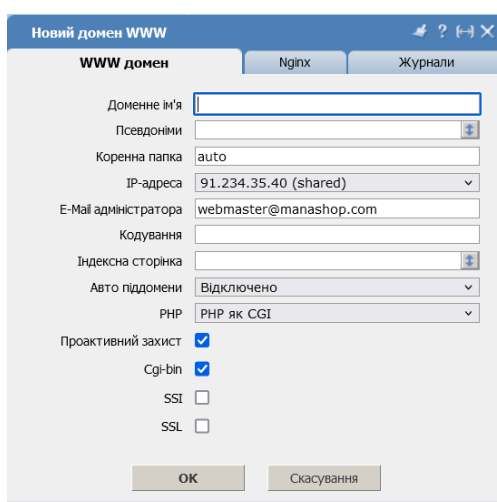 Новий домен WWW
WWW домен Nginx Журнали
Доменне ім'я
Псевдоніми
Коренна папка auto
IP-адреса 91.234.35.40 (shared)
E-Mail адміністратора webmaster@manashop.com
Кодування
Індексна сторінка
Авто піддомени Відключено
PHP PHP як CGI
Проактивний захист
Cgi-bin
SSI
SSL
OK Скасування